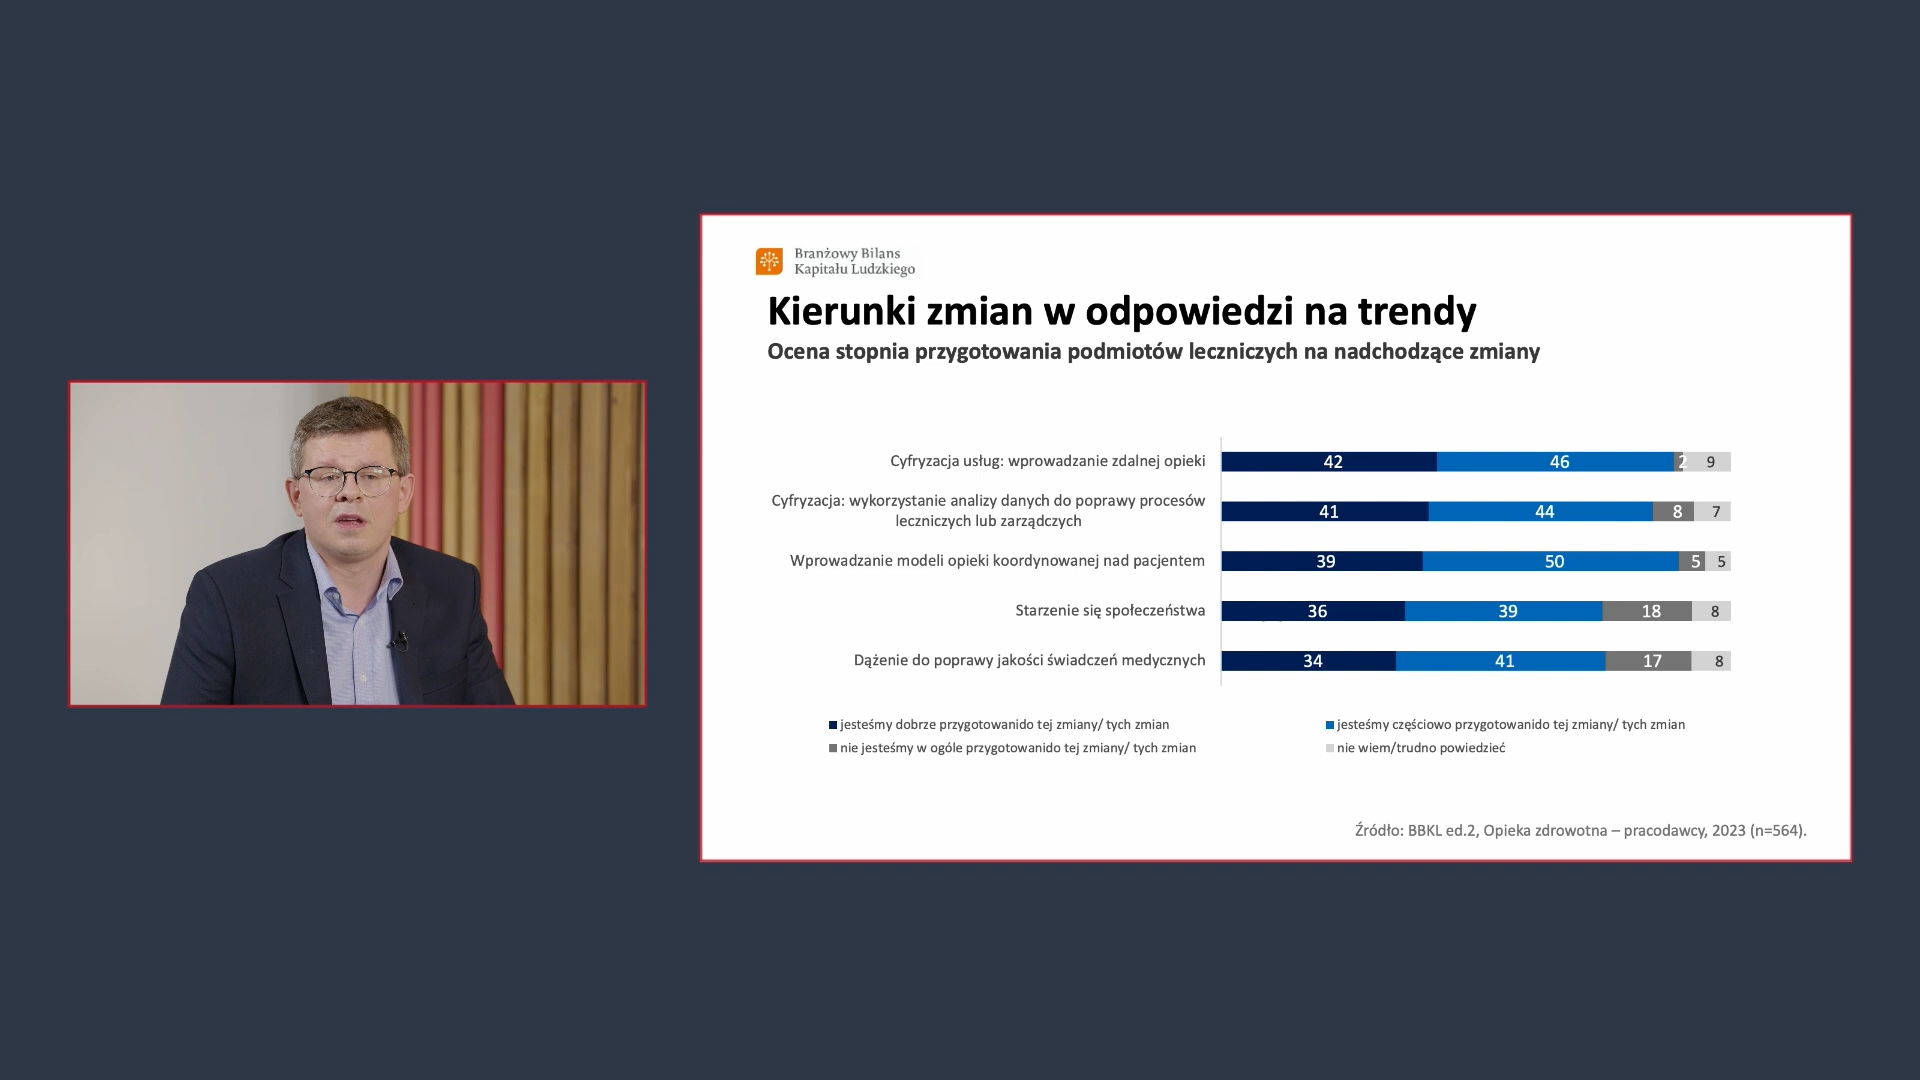 Branżowy Bilans
Kapitału Ludzkiego
Kierunki zmian w odpowiedzi na trendy
Ocena stopnia przygotowania podmiotów leczniczych na nadchodzące zmiany
Cyfryzacja usług: wprowadzanie zdalnej opieki
42 46 2 9
Cyfryzacja: wykorzystanie analizy danych do poprawy procesów
leczniczych lub zarządczych
41 44 8 7
Wprowadzanie modeli opieki koordynowanej nad pacjentem
39 50 5 5
Starzenie się społeczeństwa
36 39 18 8
Dążenie do poprawy jakości świadczeń medycznych
34 41 17 8
jesteśmy dobrze przygotowanido tej zmiany/ tych zmian
jesteśmy częściowo przygotowanido tej zmiany/ tych zmian
nie jesteśmy w ogóle przygotowanido tej zmiany/ tych zmian
nie wiem/trudno powiedzieć
Źródło: BBKL ed.2, Opieka zdrowotna – pracodawcy, 2023 (n=564).